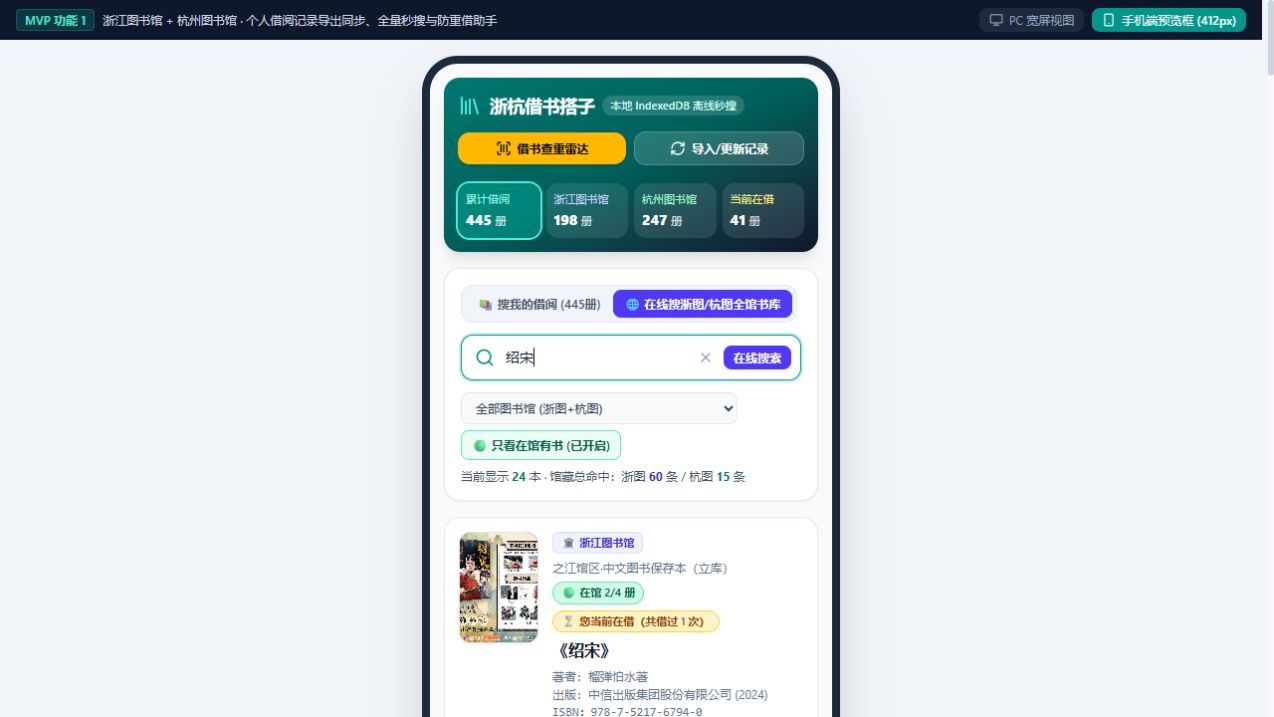 MVP 功能 1 浙江图书馆 + 杭州图书馆 · 个人借阅记录导出同步、全量秒搜与防重借助手
PC 宽屏视图 手机端预览框 (412px)
浙杭借书搭子 本地 IndexedDB 离线秒搜
借书查重雷达 导入/更新记录
累计借阅 浙江图书馆 杭州图书馆 当前在借
445 册 198 册 247 册 41 册
搜我的借阅 (445册) 在线搜浙图/杭图全馆书库
绍宋 在线搜索
全部图书馆 (浙图+杭图)
只看在馆有书 (已开启)
当前显示 24 本 · 馆藏总命中：浙图 60 条 / 杭图 15 条
浙江图书馆
之江馆区·中文图书保存本（立库）
在馆 2/4 册
您当前在借（共借过 1 次）
《绍宋》
著者：榴弹怕水著
出版：中信出版集团股份有限公司 (2024)
ISBN: 978-7-5217-6794-0